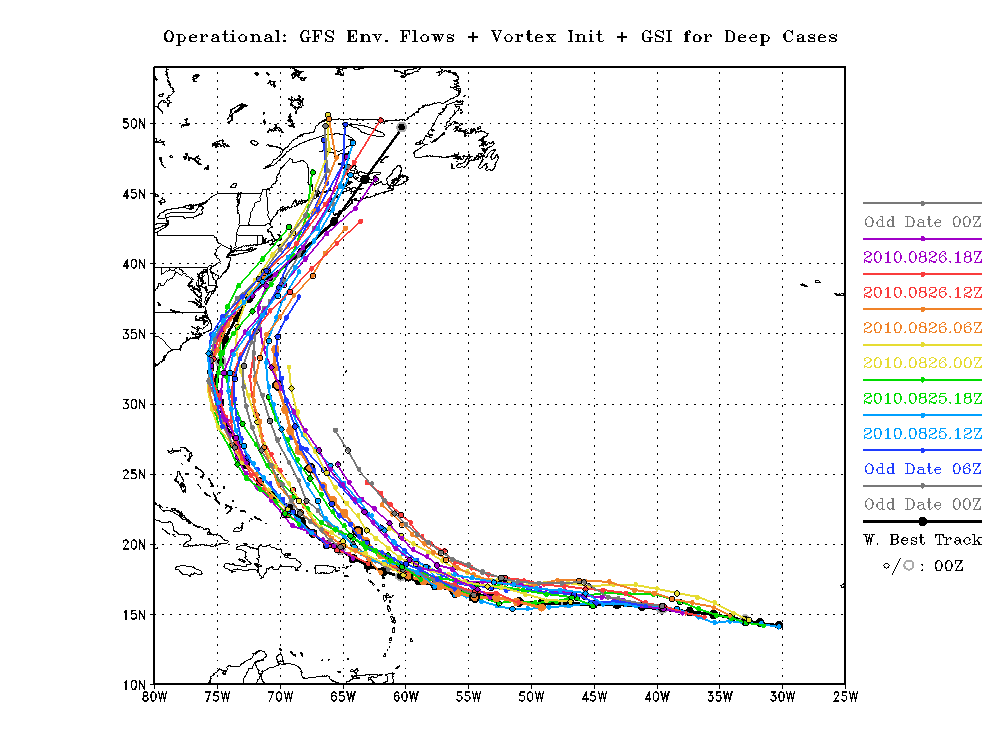 Operational: GFS Env. Flows + Vortex Init + GSI for Deep Cases
50N
45N
40N
35N
30N
25N
20N
15N
10N
80W 75W 70W 65W 60W 55W 50W 45W 40W 35W 30W 25W
Odd Date 00Z
2010.0826.18Z
2010.0826.12Z
2010.0826.06Z
2010.0826.00Z
2010.0825.18Z
2010.0825.12Z
Odd Date 06Z
Odd Date 00Z
W. Best Track
o/O: 00Z